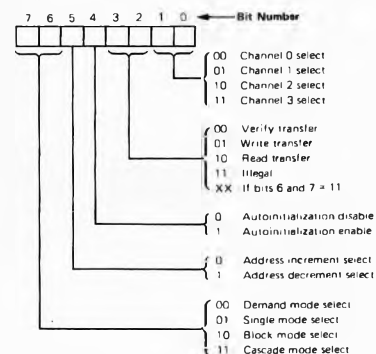 7 6 5 4 3 2 1 0 Bit Number
00 Channel 0 select
01 Channel 1 select
10 Channel 2 select
11 Channel 3 select
00 Verify transfer
01 Write transfer
10 Read transfer
11 Illegal
XX If bits 6 and 7 = 11
0 Autoinitialization disable
1 Autoinitialization enable
0 Address increment select
1 Address decrement select
00 Demand mode select
01 Single mode select
10 Block mode select
11 Cascade mode select